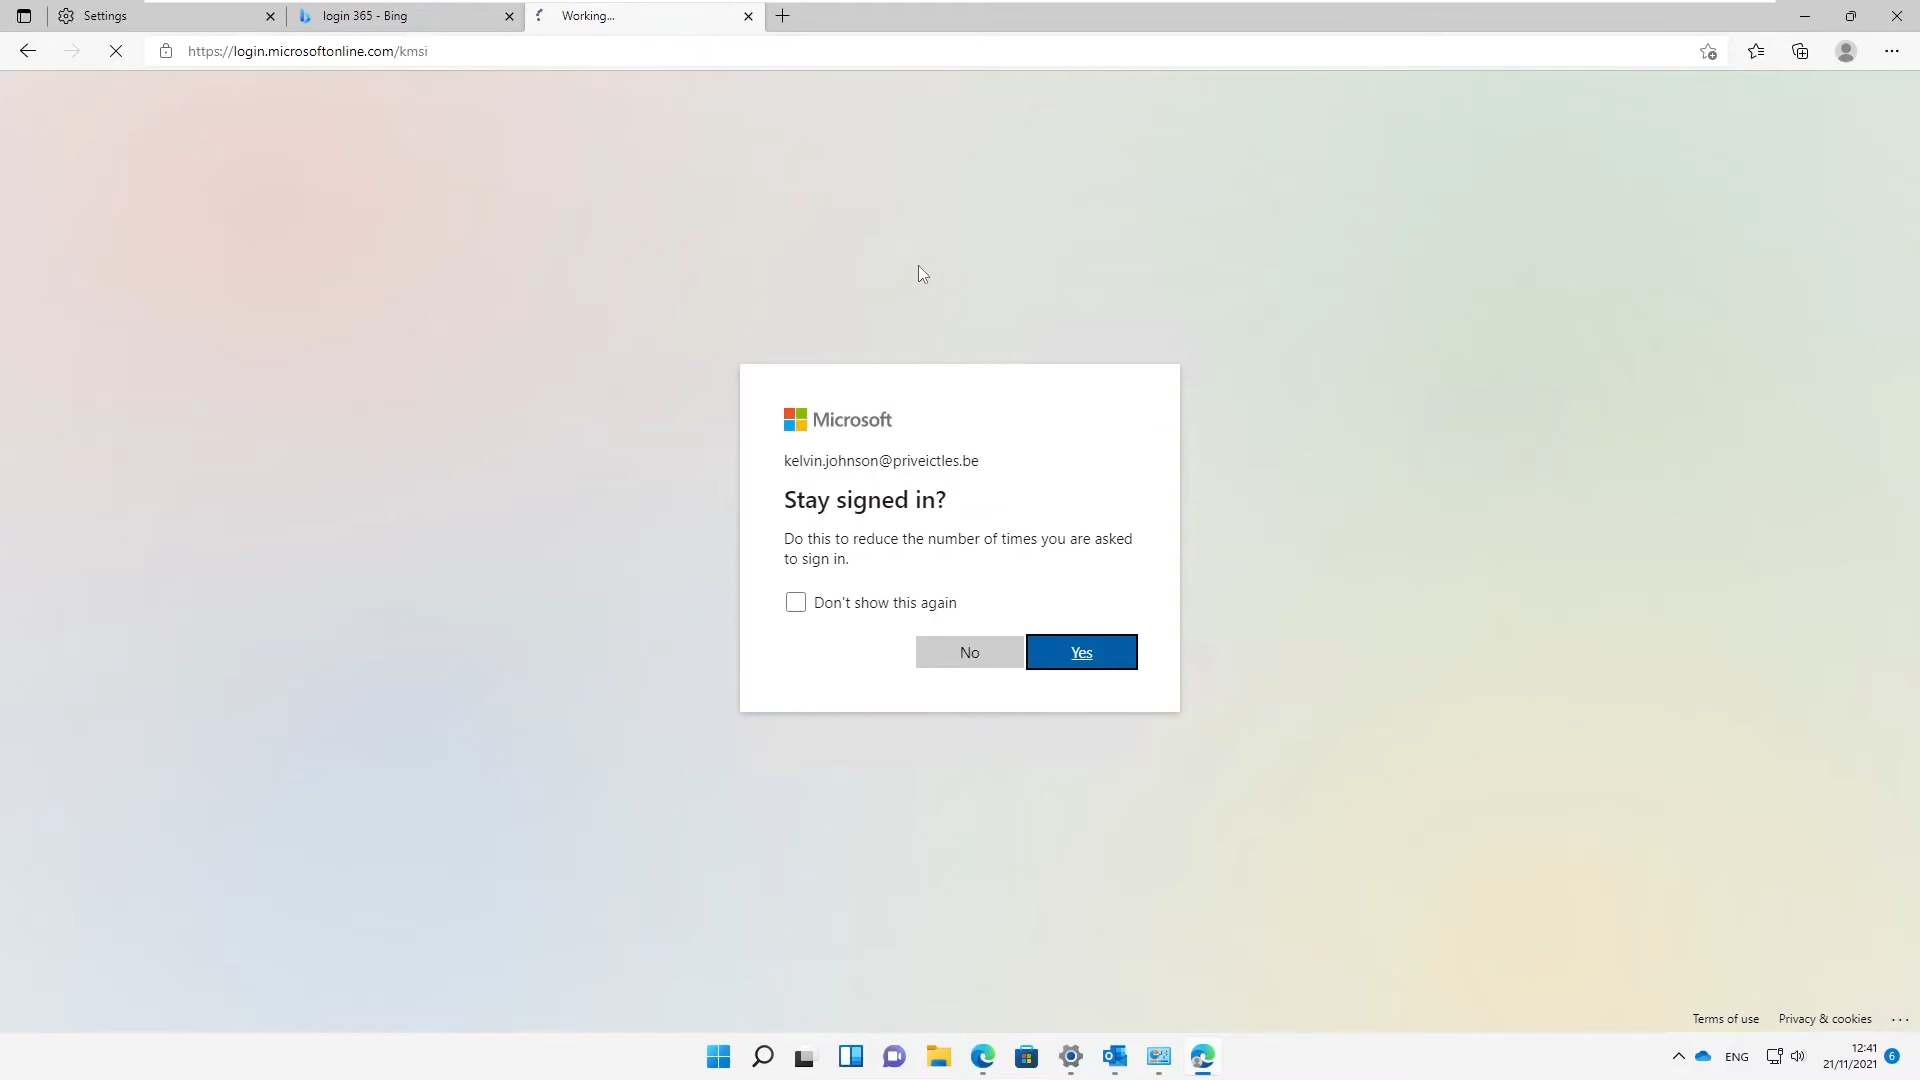 Settings
login 365 - Bing
Working...
https://login.microsoftonline.com/kmsi
Microsoft
kelvin.johnson@priveictles.be
Stay signed in?
Do this to reduce the number of times you are asked
to sign in.
Don't show this again
No
Yes
Terms of use
Privacy & cookies
ENG
12:41
21/11/2021
6